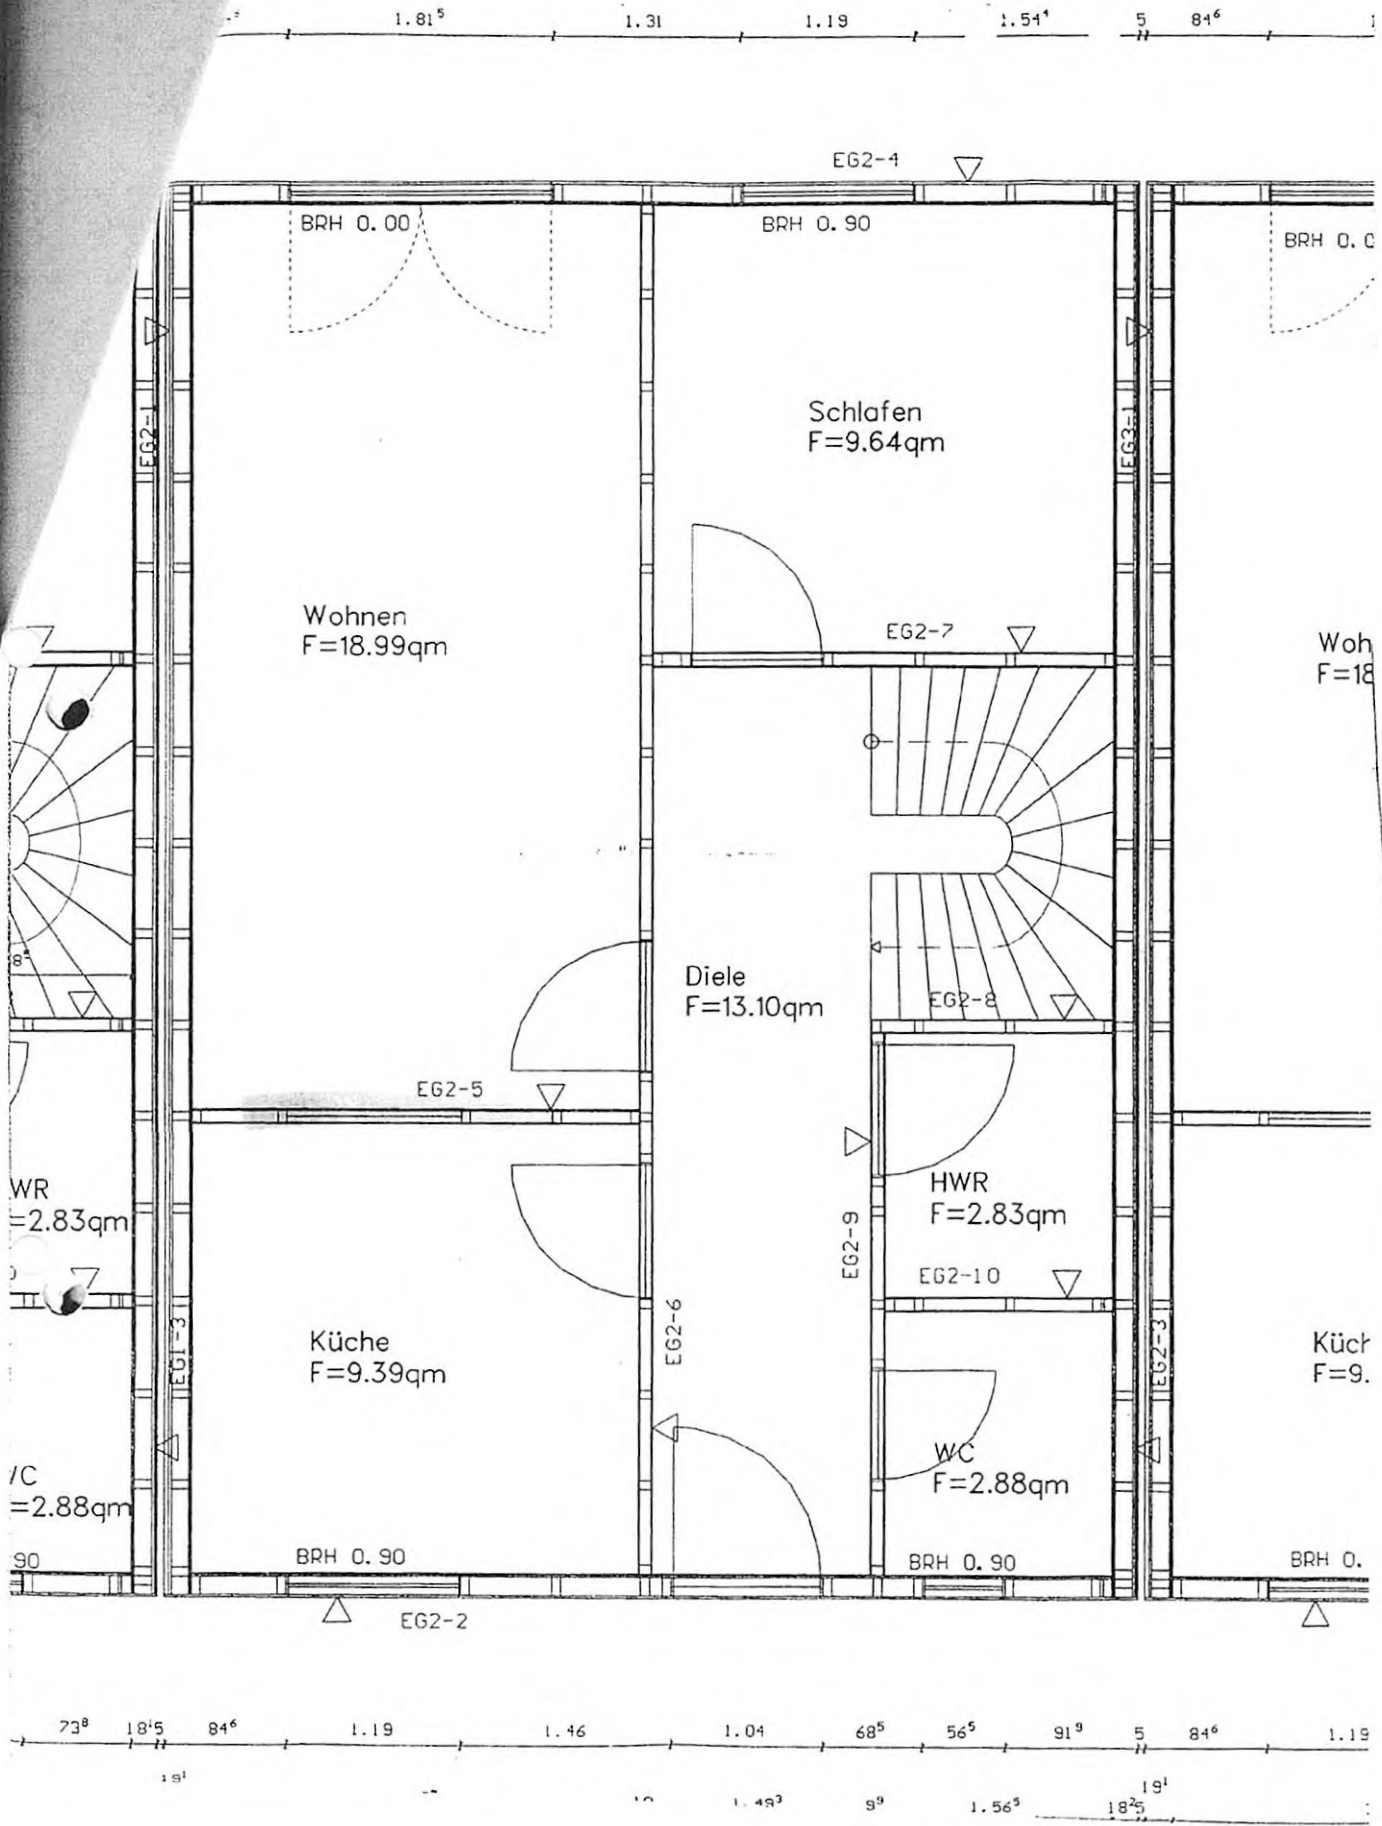 1.81⁵ 1.31 1.19 1.54⁴ 5 84⁶
EG2-4
BRH 0.00
BRH 0.90
BRH 0.0
EG2-1
EG3-1
Schlafen
F=9.64qm
Wohnen
F=18.99qm
EG2-7
Woh
F=18
Diele
F=13.10qm
EG2-8
EG2-5
WR
=2.83qm
HWR
F=2.83qm
EG2-9
EG2-10
EG1-3
Küche
F=9.39qm
EG2-6
EG2-3
Küch
F=9.
WC
F=2.88qm
C
=2.88qm
90
BRH 0.90
BRH 0.90
BRH 0.
EG2-2
73⁸ 18¹5 84⁶ 1.19 1.46 1.04 68⁵ 56⁵ 91⁹ 5 84⁶ 1.19
19¹ 19¹
1.49³ 9⁹ 1.56⁵ 18²5